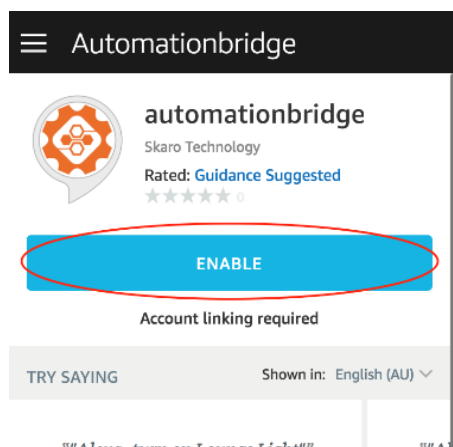 Automationbridge
automationbridge
Skaro Technology
Rated: Guidance Suggested
0
ENABLE
Account linking required
TRY SAYING
Shown in: English (AU)